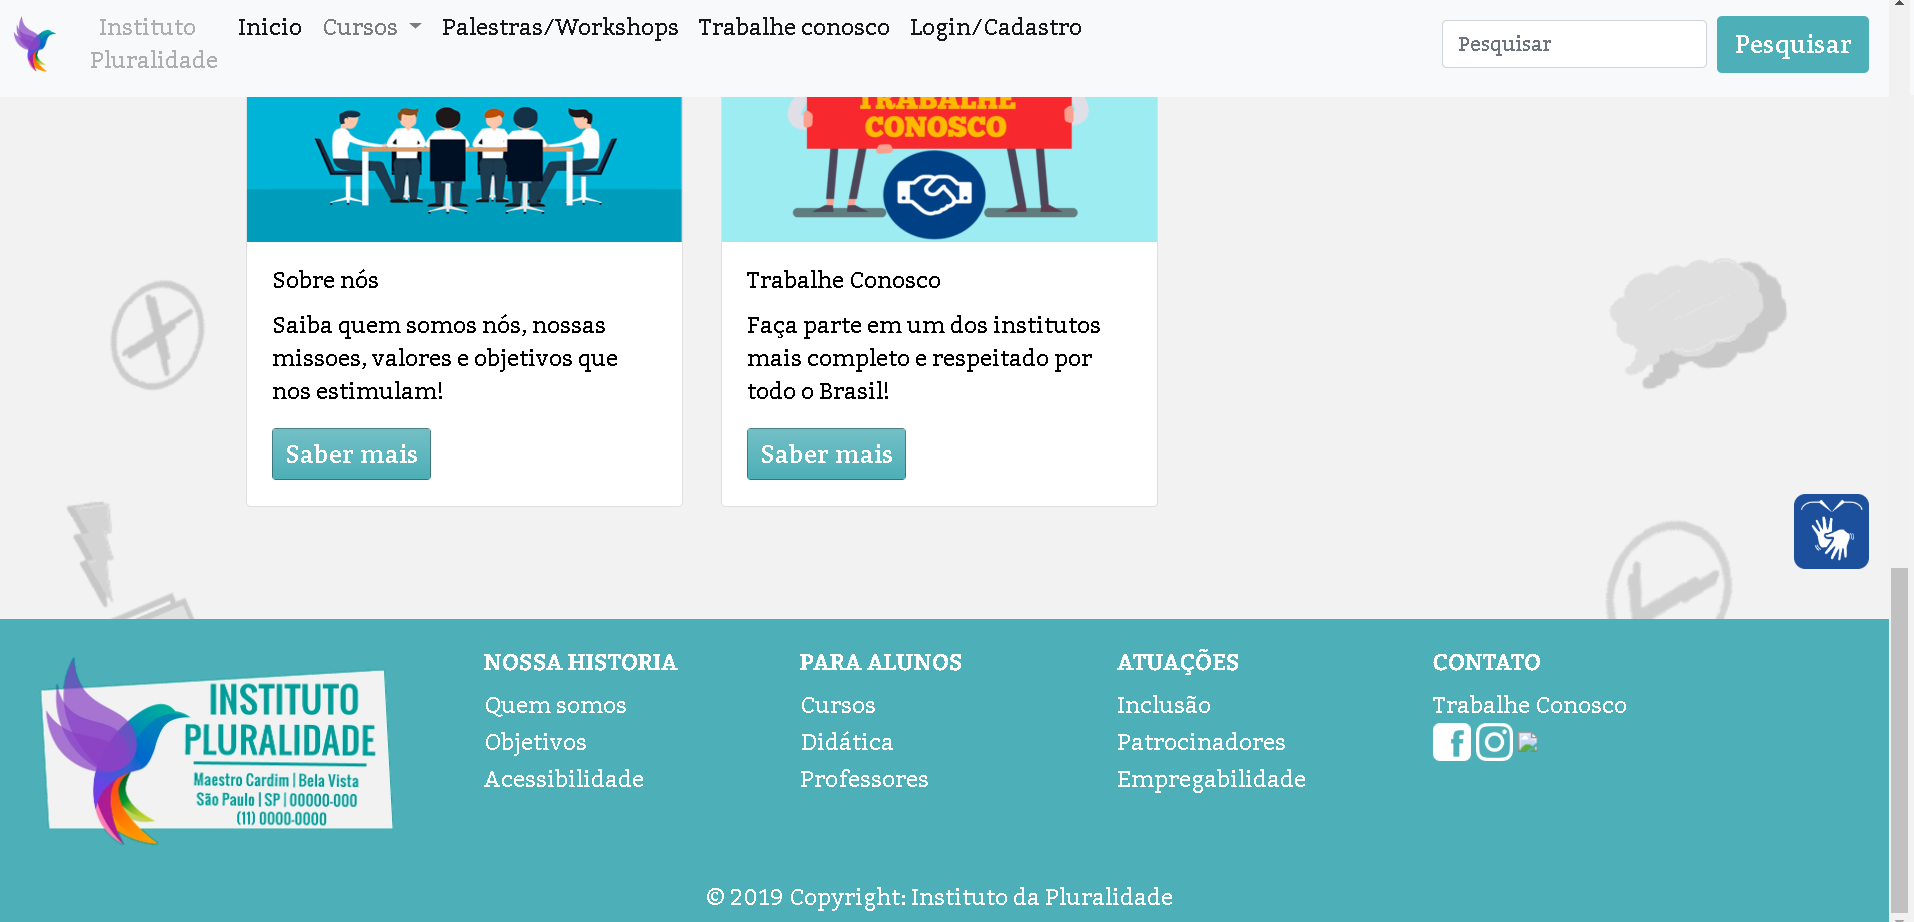 Instituto
Pluralidade
Inicio
Cursos
Palestras/Workshops
Trabalhe conosco
Login/Cadastro
Pesquisar
Pesquisar
TRABALHE
CONOSCO
Sobre nós
Saiba quem somos nós, nossas
missoes, valores e objetivos que
nos estimulam!
Saber mais
Trabalhe Conosco
Faça parte em um dos institutos
mais completo e respeitado por
todo o Brasil!
Saber mais
INSTITUTO
PLURALIDADE
Maestro Cardim | Bela Vista
São Paulo | SP | 00000-000
(11) 0000-0000
NOSSA HISTORIA
Quem somos
Objetivos
Acessibilidade
PARA ALUNOS
Cursos
Didática
Professores
ATUAÇÕES
Inclusão
Patrocinadores
Empregabilidade
CONTATO
Trabalhe Conosco
© 2019 Copyright: Instituto da Pluralidade